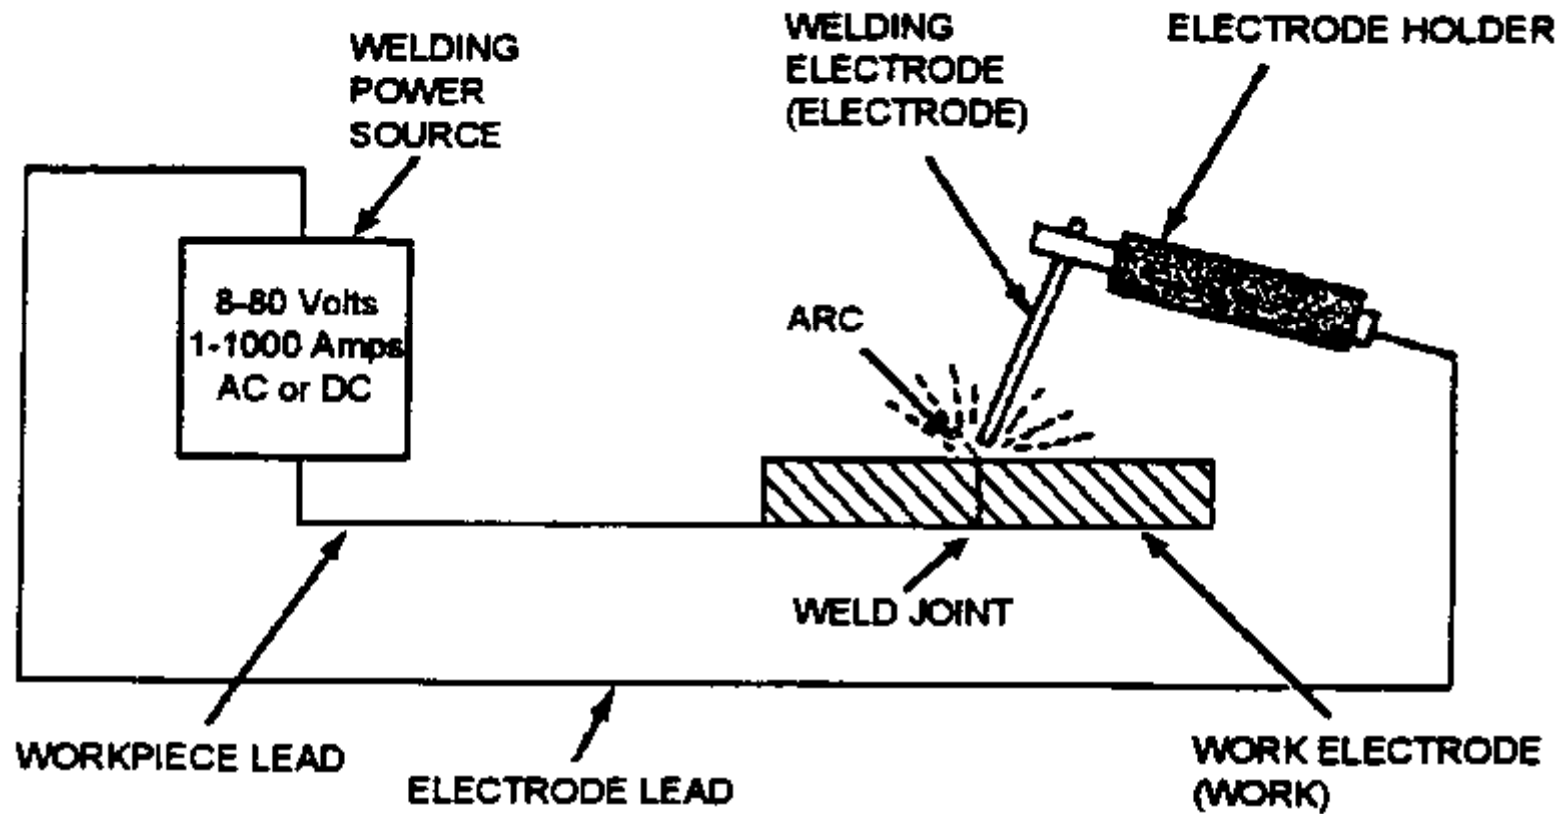 WELDING
POWER
SOURCE
WELDING
ELECTRODE
(ELECTRODE)
ELECTRODE HOLDER
8-80 Volts
1-1000 Amps
AC or DC
ARC
WELD JOINT
WORKPIECE LEAD
ELECTRODE LEAD
WORK ELECTRODE
(WORK)